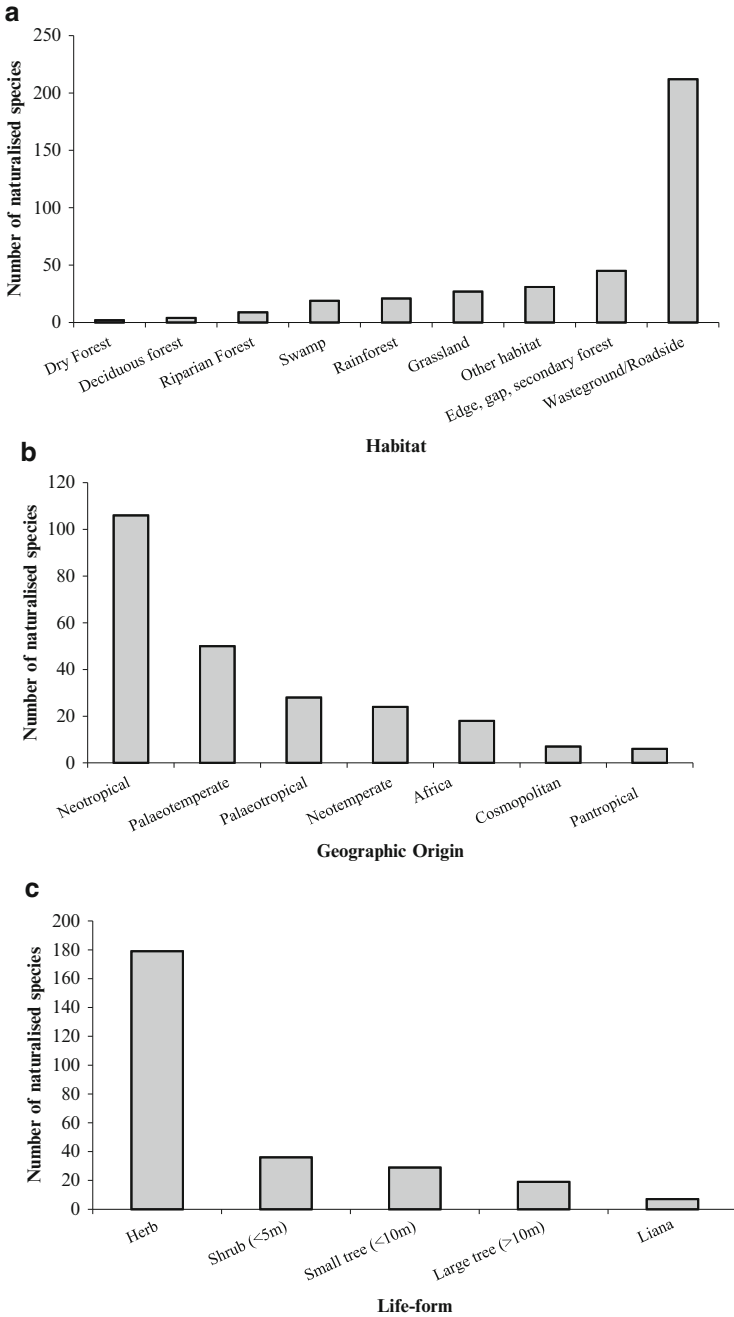 a
Number of naturalised species
250
200
150
100
50
0
Dry Forest
Deciduous forest
Riparian Forest
Swamp
Rainforest
Grassland
Other habitat
Edge, gap, secondary forest
Wasteground/Roadside
Habitat
b
Number of naturalised species
120
100
80
60
40
20
0
Neotropical
Palaeotemperate
Palaeotropical
Neotemperate
Africa
Cosmopolitan
Pantropical
Geographic Origin
c
Number of naturalised species
200
180
160
140
120
100
80
60
40
20
0
Herb
Shrub (<5m)
Small tree (<10m)
Large tree (>10m)
Liana
Life-form